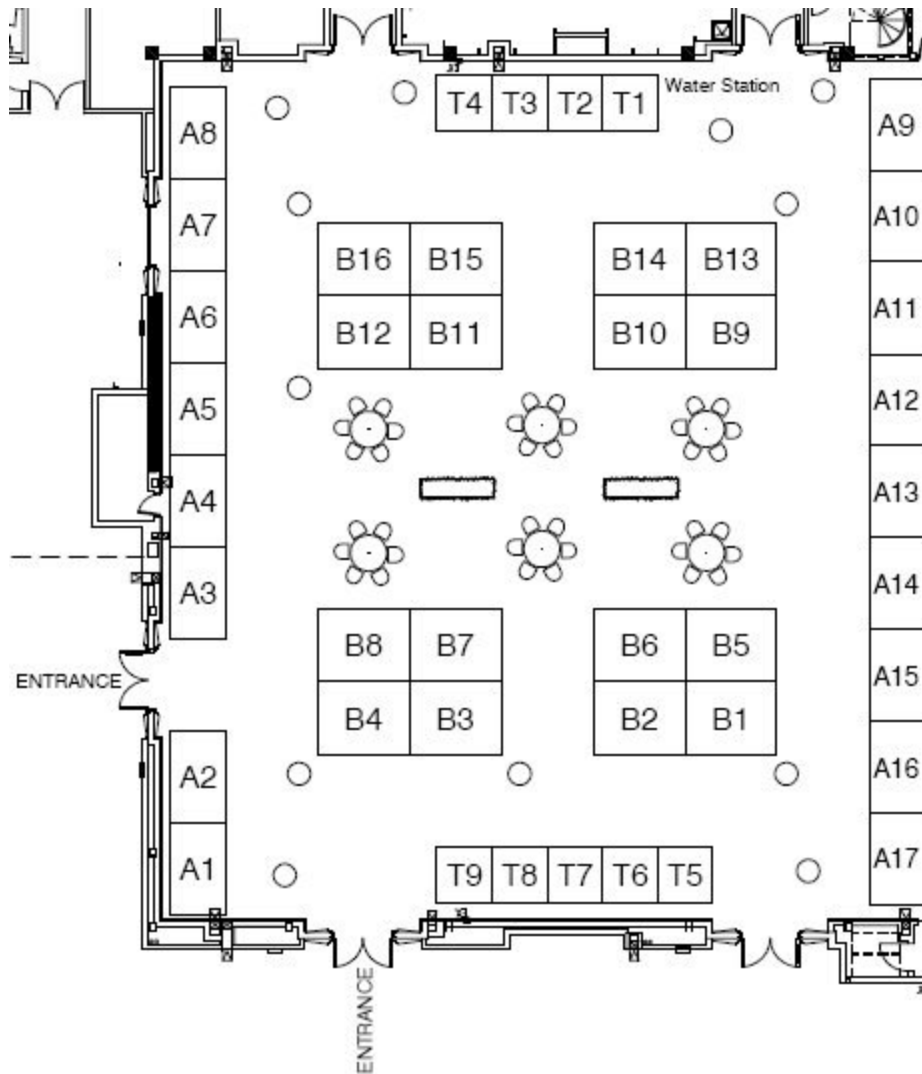 T4 T3 T2 T1 Water Station
A8 A9
A7 A10
B16 B15 B14 B13
A6 A11
B12 B11 B10 B9
A5 A12
A4 A13
A3 A14
B8 B7 B6 B5
ENTRANCE A15
B4 B3 B2 B1
A2 A16
A1 T9 T8 T7 T6 T5 A17
ENTRANCE